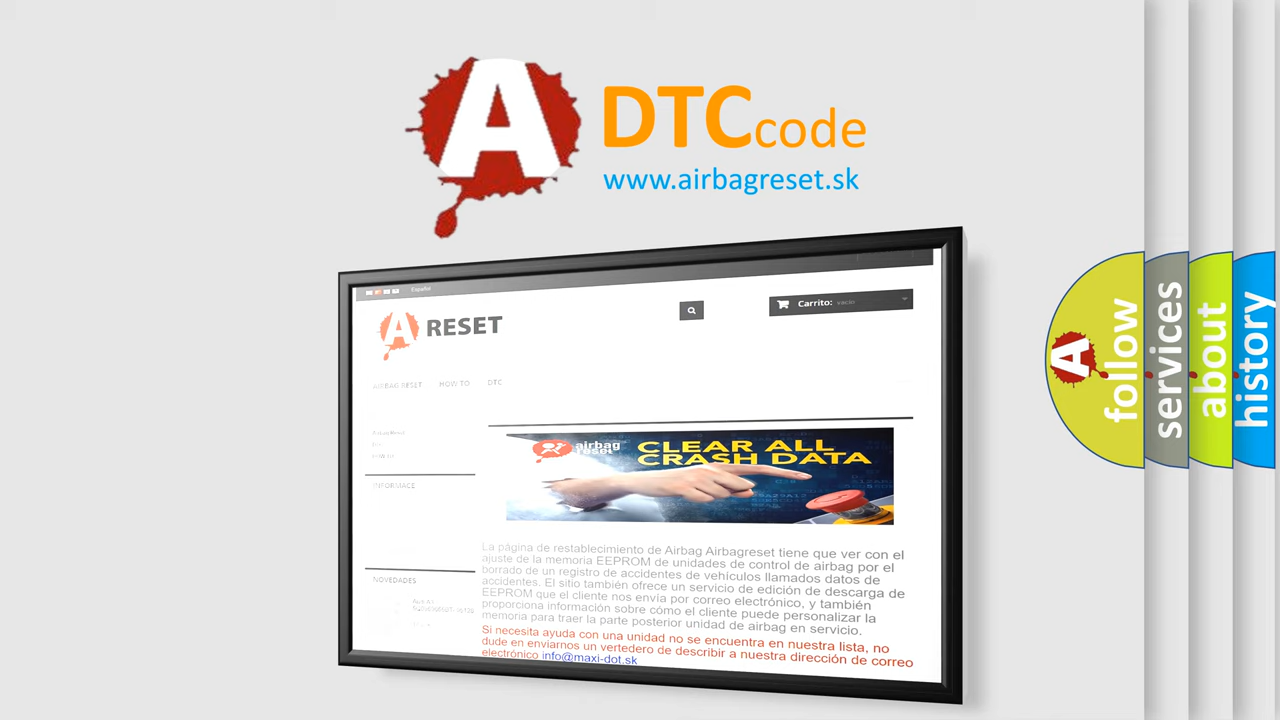 A DTCcode
www.airbagreset.sk
Español
A RESET
Carrito: vacío
AIRBAG RESET HOW TO DTC
Airbag Reset
HOW TO
INFORMACE
NOVEDADES
airbag
reset
CLEAR ALL
CRASH DATA
La página de restablecimiento de Airbag Airbagreset tiene que ver con el
ajuste de la memoria EEPROM de unidades de control de airbag por el
borrado de un registro de accidentes de vehículos llamados datos de
accidentes. El sitio también ofrece un servicio de edición de descarga de
EEPROM que el cliente nos envía por correo electrónico, y también
proporciona información sobre cómo el cliente puede personalizar la
memoria para traer la parte posterior unidad de airbag en servicio.
Si necesita ayuda con una unidad no se encuentra en nuestra lista, no
dude en enviarnos un vertedero de describir a nuestra dirección de correo
electrónico info@maxi-dot.sk
A follow
services
about
history